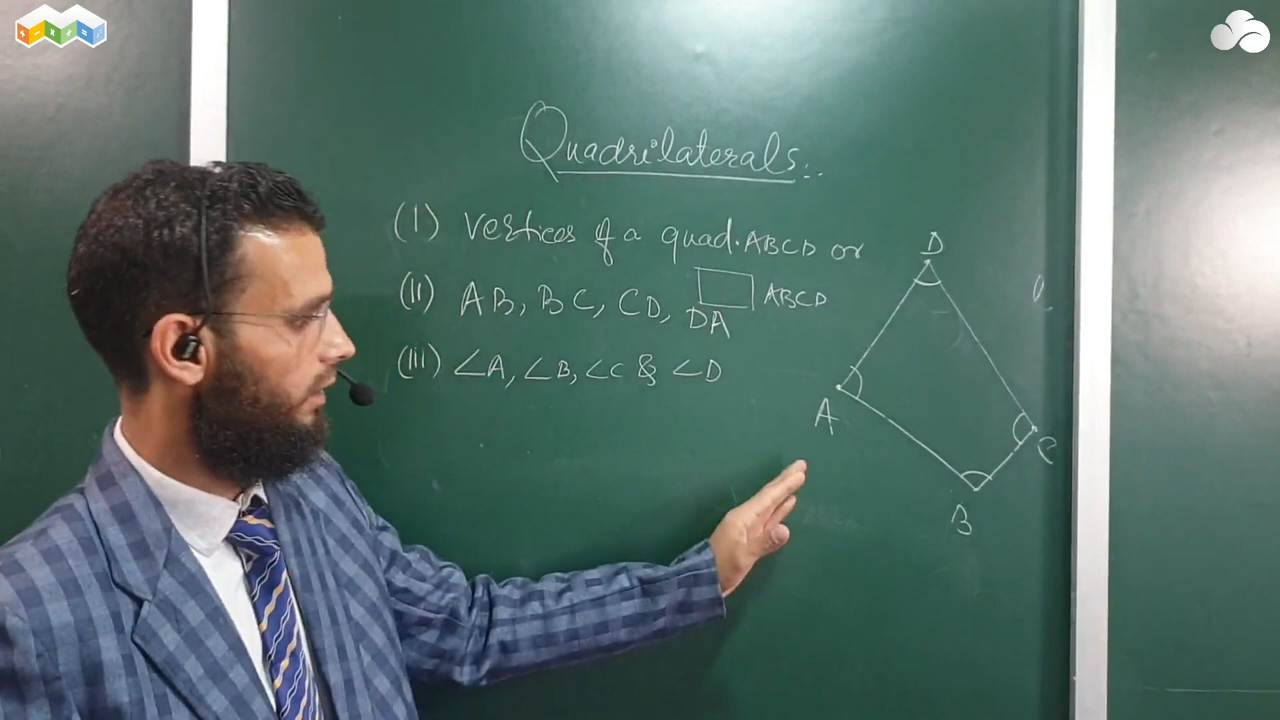 Quadrilaterals:.
(I) Vertices of a quad. ABCD or
▭ ABCD
(II) AB, BC, CD, DA
(III) ∠A, ∠B, ∠C & ∠D
D
A
C
B